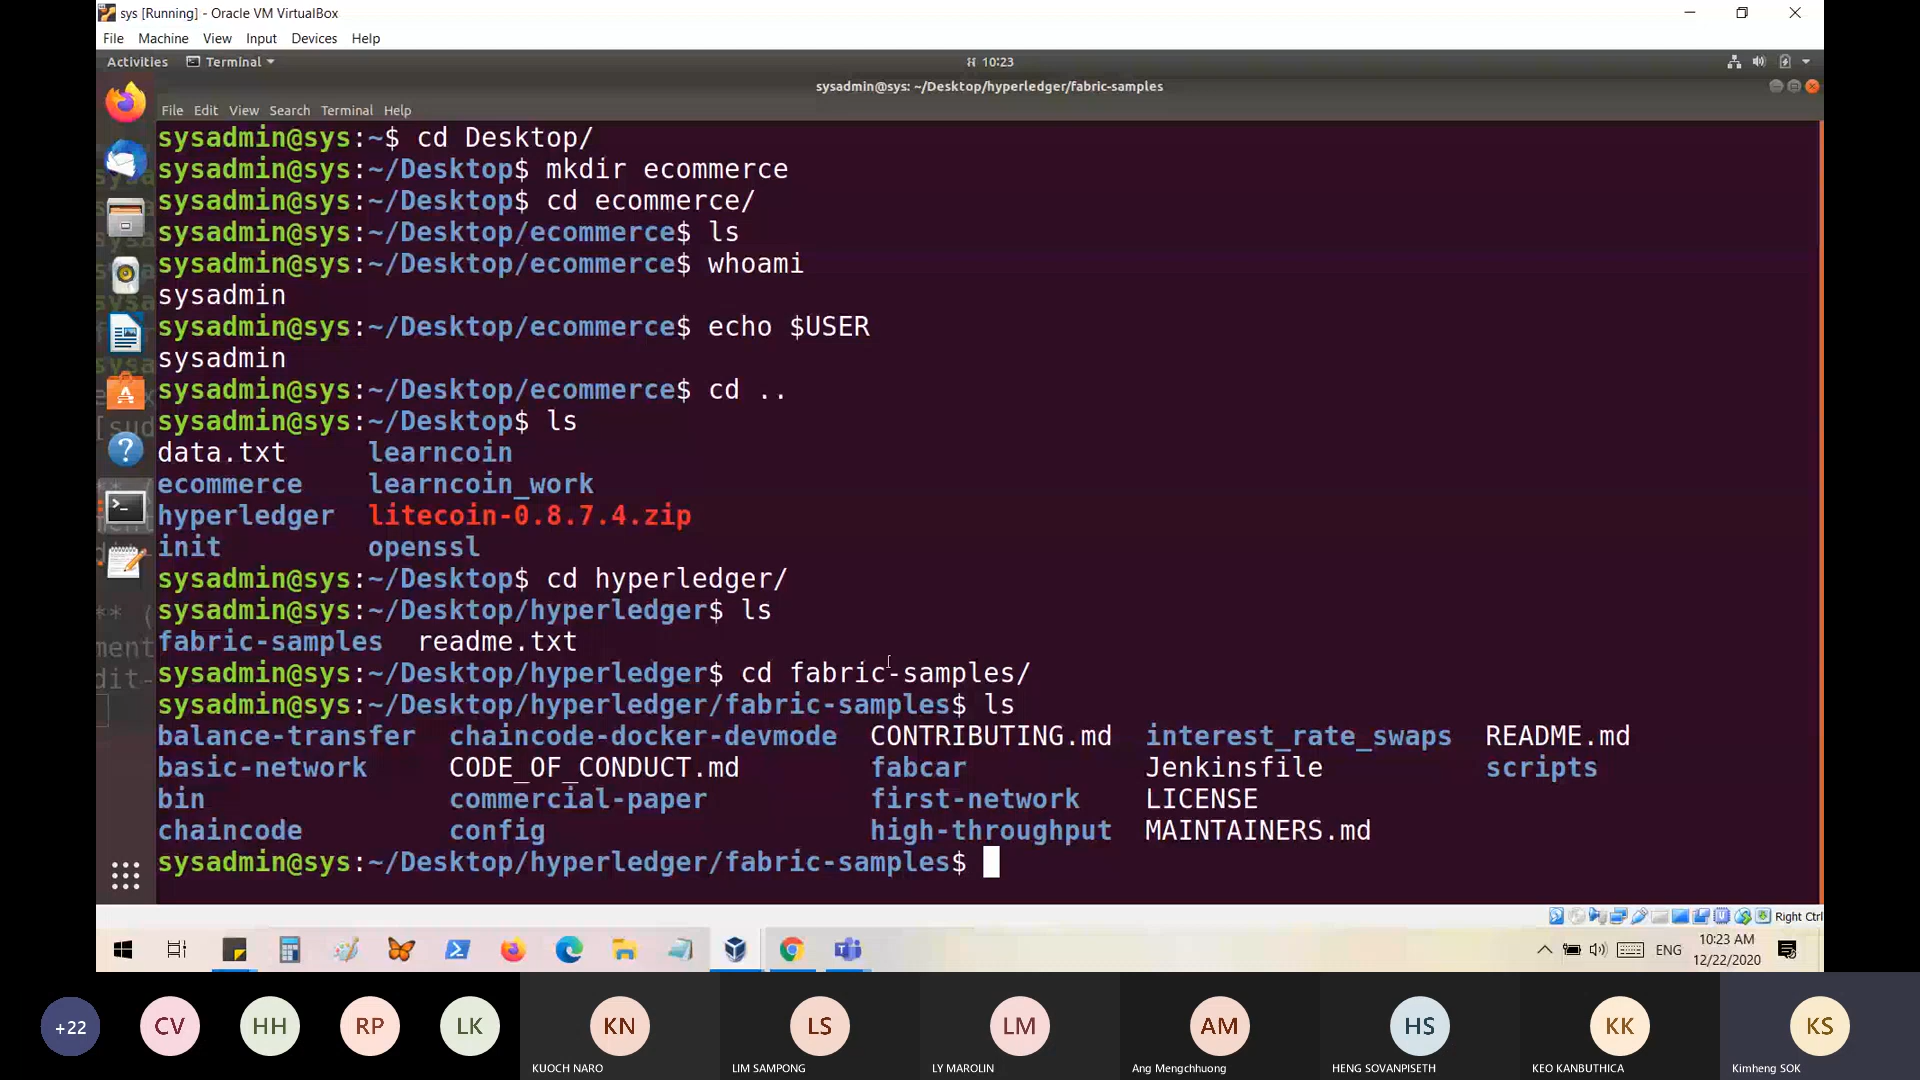 sys [Running] - Oracle VM VirtualBox
File Machine View Input Devices Help
Activities Terminal 10:23
sysadmin@sys: ~/Desktop/hyperledger/fabric-samples
File Edit View Search Terminal Help
sysadmin@sys:~$ cd Desktop/
sysadmin@sys:~/Desktop$ mkdir ecommerce
sysadmin@sys:~/Desktop$ cd ecommerce/
sysadmin@sys:~/Desktop/ecommerce$ ls
sysadmin@sys:~/Desktop/ecommerce$ whoami
sysadmin
sysadmin@sys:~/Desktop/ecommerce$ echo $USER
sysadmin
sysadmin@sys:~/Desktop/ecommerce$ cd ..
sysadmin@sys:~/Desktop$ ls
data.txt learncoin
ecommerce learncoin_work
hyperledger litecoin-0.8.7.4.zip
init openssl
sysadmin@sys:~/Desktop$ cd hyperledger/
sysadmin@sys:~/Desktop/hyperledger$ ls
fabric-samples readme.txt
sysadmin@sys:~/Desktop/hyperledger$ cd fabric-samples/
sysadmin@sys:~/Desktop/hyperledger/fabric-samples$ ls
balance-transfer chaincode-docker-devmode CONTRIBUTING.md interest_rate_swaps README.md
basic-network CODE_OF_CONDUCT.md fabcar Jenkinsfile scripts
bin commercial-paper first-network LICENSE
chaincode config high-throughput MAINTAINERS.md
sysadmin@sys:~/Desktop/hyperledger/fabric-samples$
Right Ctrl
ENG 10:23 AM
12/22/2020
+22 CV HH RP LK KN LS LM AM HS KK KS
KUOCH NARO LIM SAMPONG LY MAROLIN Ang Mengchhuong HENG SOVANPISETH KEO KANBUTHICA Kimheng SOK